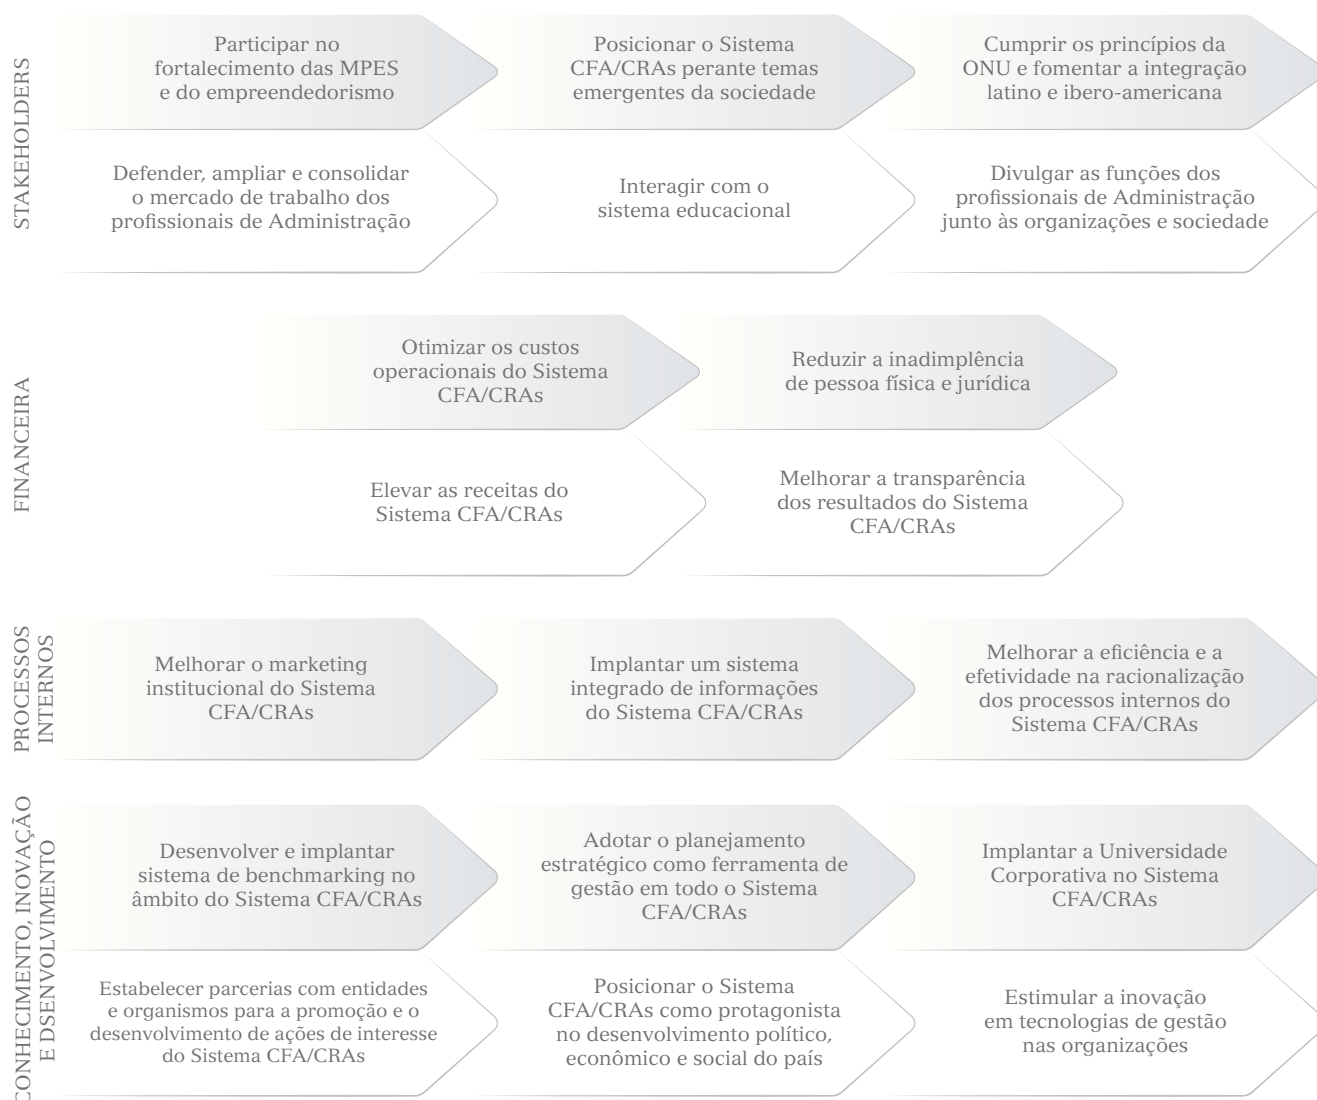 STAKEHOLDERS
Participar no
fortalecimento das MPES
e do empreendedorismo
Posicionar o Sistema
CFA/CRAs perante temas
emergentes da sociedade
Cumprir os princípios da
ONU e fomentar a integração
latino e ibero-americana
Defender, ampliar e consolidar
o mercado de trabalho dos
profissionais de Administração
Interagir com o
sistema educacional
Divulgar as funções dos
profissionais de Administração
junto às organizações e sociedade
FINANCEIRA
Otimizar os custos
operacionais do Sistema
CFA/CRAs
Reduzir a inadimplência
de pessoa física e jurídica
Elevar as receitas do
Sistema CFA/CRAs
Melhorar a transparência
dos resultados do Sistema
CFA/CRAs
PROCESSOS
INTERNOS
Melhorar o marketing
institucional do Sistema
CFA/CRAs
Implantar um sistema
integrado de informações
do Sistema CFA/CRAs
Melhorar a eficiência e a
efetividade na racionalização
dos processos internos do
Sistema CFA/CRAs
CONHECIMENTO, INOVAÇÃO
E DSENVOLVIMENTO
Desenvolver e implantar
sistema de benchmarking no
âmbito do Sistema CFA/CRAs
Adotar o planejamento
estratégico como ferramenta de
gestão em todo o Sistema
CFA/CRAs
Implantar a Universidade
Corporativa no Sistema
CFA/CRAs
Estabelecer parcerias com entidades
e organismos para a promoção e o
desenvolvimento de ações de interesse
do Sistema CFA/CRAs
Posicionar o Sistema
CFA/CRAs como protagonista
no desenvolvimento político,
econômico e social do país
Estimular a inovação
em tecnologias de gestão
nas organizações